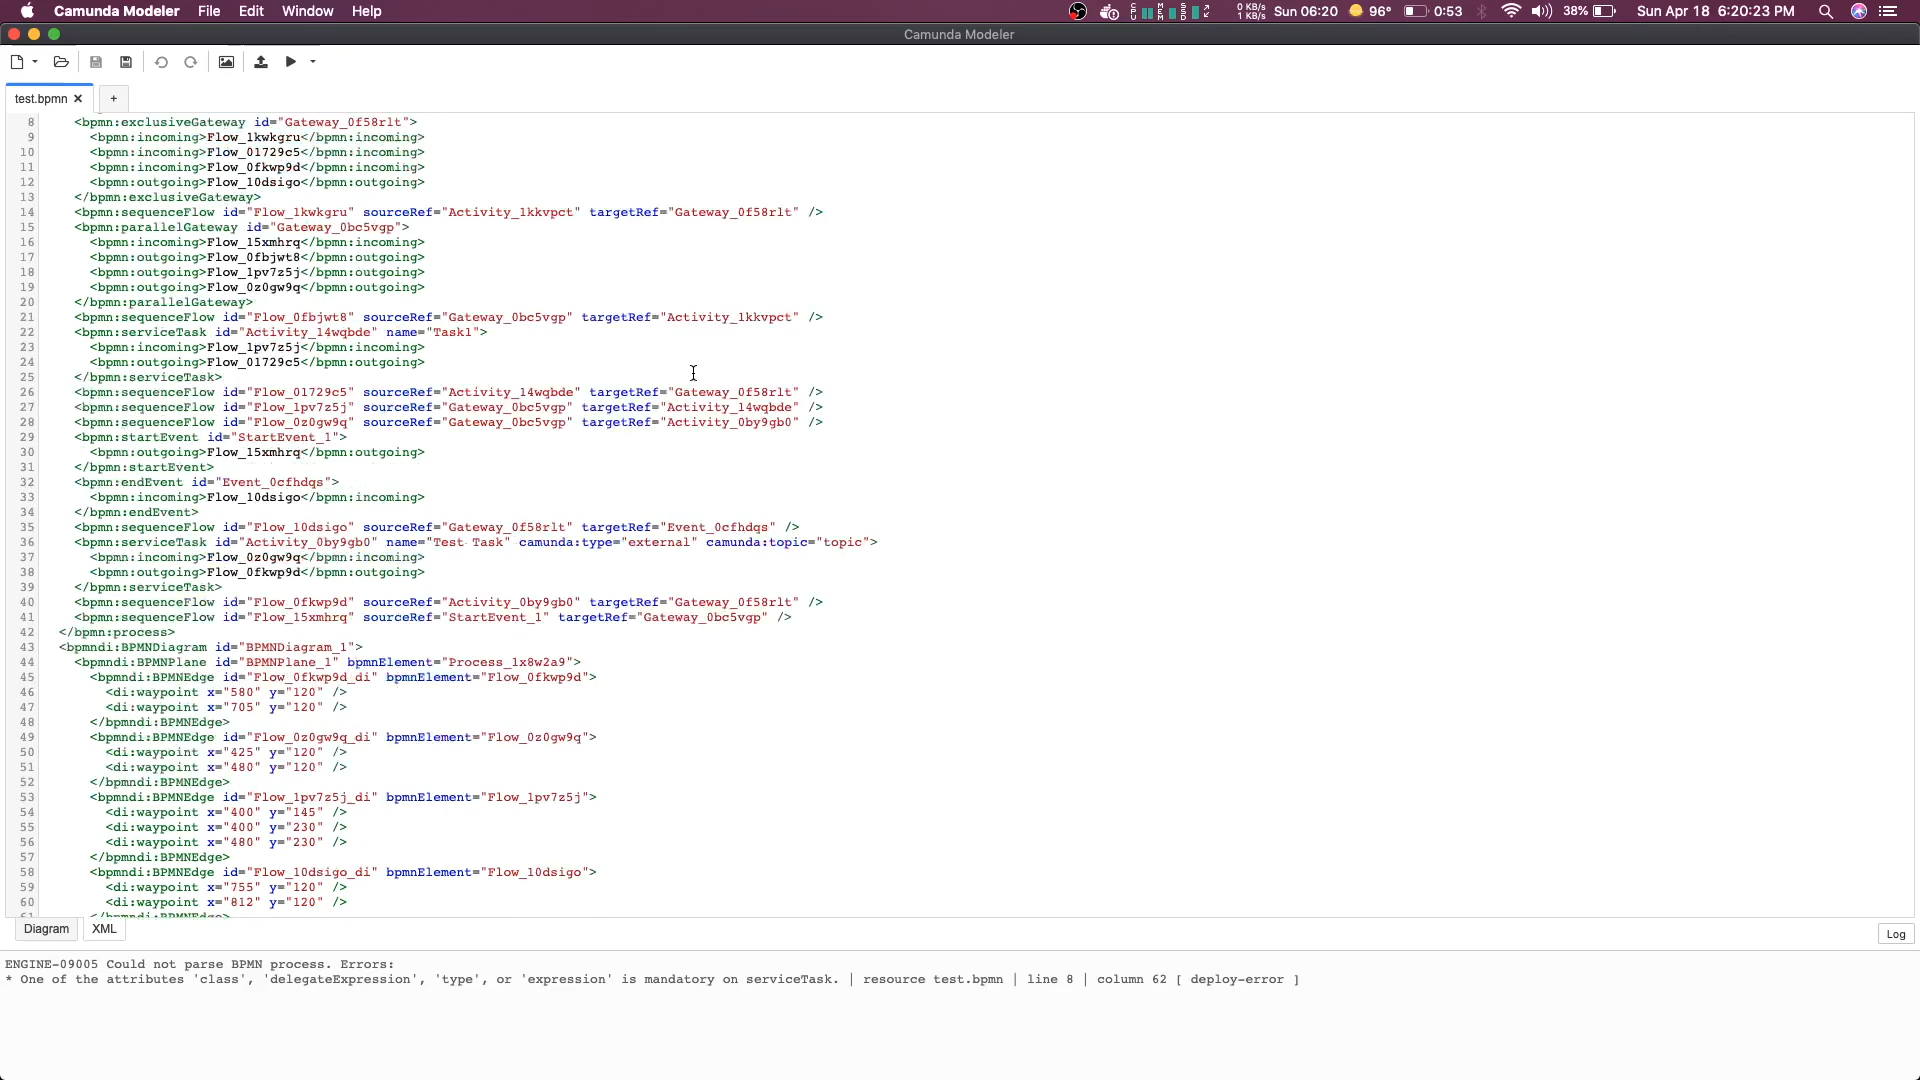 Camunda Modeler File Edit Window Help 0 KB/s 1 KB/s Sun 06:20 96° 0:53 38% Sun Apr 18 6:20:23 PM
Camunda Modeler
test.bpmn × +
8 <bpmn:exclusiveGateway id="Gateway_0f58rlt">
9 <bpmn:incoming>Flow_1kwkgru</bpmn:incoming>
10 <bpmn:incoming>Flow_01729c5</bpmn:incoming>
11 <bpmn:incoming>Flow_0fkwp9d</bpmn:incoming>
12 <bpmn:outgoing>Flow_10dsigo</bpmn:outgoing>
13 </bpmn:exclusiveGateway>
14 <bpmn:sequenceFlow id="Flow_1kwkgru" sourceRef="Activity_1kkvpct" targetRef="Gateway_0f58rlt" />
15 <bpmn:parallelGateway id="Gateway_0bc5vgp">
16 <bpmn:incoming>Flow_15xmhrq</bpmn:incoming>
17 <bpmn:outgoing>Flow_0fbjwt8</bpmn:outgoing>
18 <bpmn:outgoing>Flow_1pv7z5j</bpmn:outgoing>
19 <bpmn:outgoing>Flow_0z0gw9q</bpmn:outgoing>
20 </bpmn:parallelGateway>
21 <bpmn:sequenceFlow id="Flow_0fbjwt8" sourceRef="Gateway_0bc5vgp" targetRef="Activity_1kkvpct" />
22 <bpmn:serviceTask id="Activity_14wqbde" name="Task1">
23 <bpmn:incoming>Flow_1pv7z5j</bpmn:incoming>
24 <bpmn:outgoing>Flow_01729c5</bpmn:outgoing>
25 </bpmn:serviceTask>
26 <bpmn:sequenceFlow id="Flow_01729c5" sourceRef="Activity_14wqbde" targetRef="Gateway_0f58rlt" />
27 <bpmn:sequenceFlow id="Flow_1pv7z5j" sourceRef="Gateway_0bc5vgp" targetRef="Activity_14wqbde" />
28 <bpmn:sequenceFlow id="Flow_0z0gw9q" sourceRef="Gateway_0bc5vgp" targetRef="Activity_0by9gb0" />
29 <bpmn:startEvent id="StartEvent_1">
30 <bpmn:outgoing>Flow_15xmhrq</bpmn:outgoing>
31 </bpmn:startEvent>
32 <bpmn:endEvent id="Event_0cfhdqs">
33 <bpmn:incoming>Flow_10dsigo</bpmn:incoming>
34 </bpmn:endEvent>
35 <bpmn:sequenceFlow id="Flow_10dsigo" sourceRef="Gateway_0f58rlt" targetRef="Event_0cfhdqs" />
36 <bpmn:serviceTask id="Activity_0by9gb0" name="Test Task" camunda:type="external" camunda:topic="topic">
37 <bpmn:incoming>Flow_0z0gw9q</bpmn:incoming>
38 <bpmn:outgoing>Flow_0fkwp9d</bpmn:outgoing>
39 </bpmn:serviceTask>
40 <bpmn:sequenceFlow id="Flow_0fkwp9d" sourceRef="Activity_0by9gb0" targetRef="Gateway_0f58rlt" />
41 <bpmn:sequenceFlow id="Flow_15xmhrq" sourceRef="StartEvent_1" targetRef="Gateway_0bc5vgp" />
42 </bpmn:process>
43 <bpmndi:BPMNDiagram id="BPMNDiagram_1">
44 <bpmndi:BPMNPlane id="BPMNPlane_1" bpmnElement="Process_1x8w2a9">
45 <bpmndi:BPMNEdge id="Flow_0fkwp9d_di" bpmnElement="Flow_0fkwp9d">
46 <di:waypoint x="580" y="120" />
47 <di:waypoint x="705" y="120" />
48 </bpmndi:BPMNEdge>
49 <bpmndi:BPMNEdge id="Flow_0z0gw9q_di" bpmnElement="Flow_0z0gw9q">
50 <di:waypoint x="425" y="120" />
51 <di:waypoint x="480" y="120" />
52 </bpmndi:BPMNEdge>
53 <bpmndi:BPMNEdge id="Flow_1pv7z5j_di" bpmnElement="Flow_1pv7z5j">
54 <di:waypoint x="400" y="145" />
55 <di:waypoint x="400" y="230" />
56 <di:waypoint x="480" y="230" />
57 </bpmndi:BPMNEdge>
58 <bpmndi:BPMNEdge id="Flow_10dsigo_di" bpmnElement="Flow_10dsigo">
59 <di:waypoint x="755" y="120" />
60 <di:waypoint x="812" y="120" />
61 </bpmndi:BPMNEdge>
Diagram XML Log
ENGINE-09005 Could not parse BPMN process. Errors:
* One of the attributes 'class', 'delegateExpression', 'type', or 'expression' is mandatory on serviceTask. | resource test.bpmn | line 8 | column 62 [ deploy-error ]